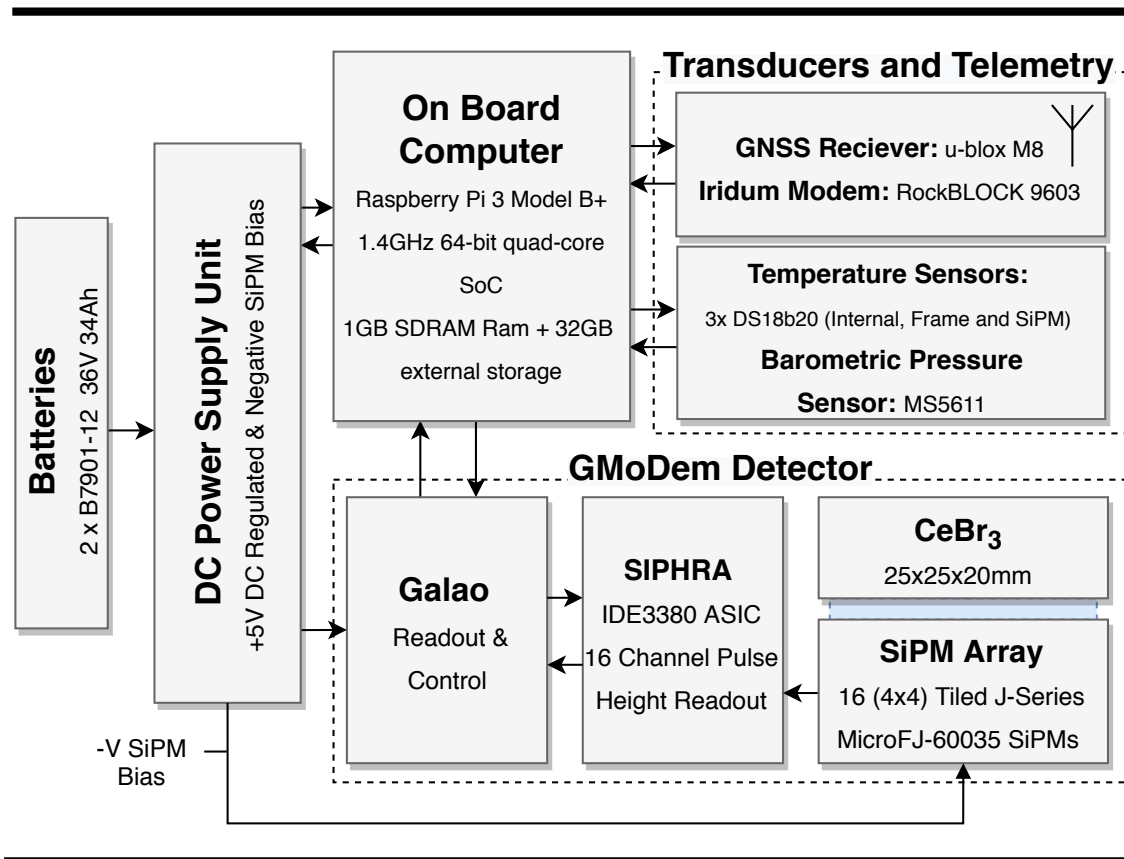 Batteries
2 x B7901-12 36V 34Ah
DC Power Supply Unit
+5V DC Regulated & Negative SiPM Bias
-V SiPM
Bias
On Board
Computer
Raspberry Pi 3 Model B+
1.4GHz 64-bit quad-core
SoC
1GB SDRAM Ram + 32GB
external storage
Transducers and Telemetry
GNSS Reciever: u-blox M8
Iridum Modem: RockBLOCK 9603
Temperature Sensors:
3x DS18b20 (Internal, Frame and SiPM)
Barometric Pressure
Sensor: MS5611
GMoDem Detector
Galao
Readout &
Control
SIPHRA
IDE3380 ASIC
16 Channel Pulse
Height Readout
CeBr3
25x25x20mm
SiPM Array
16 (4x4) Tiled J-Series
MicroFJ-60035 SiPMs